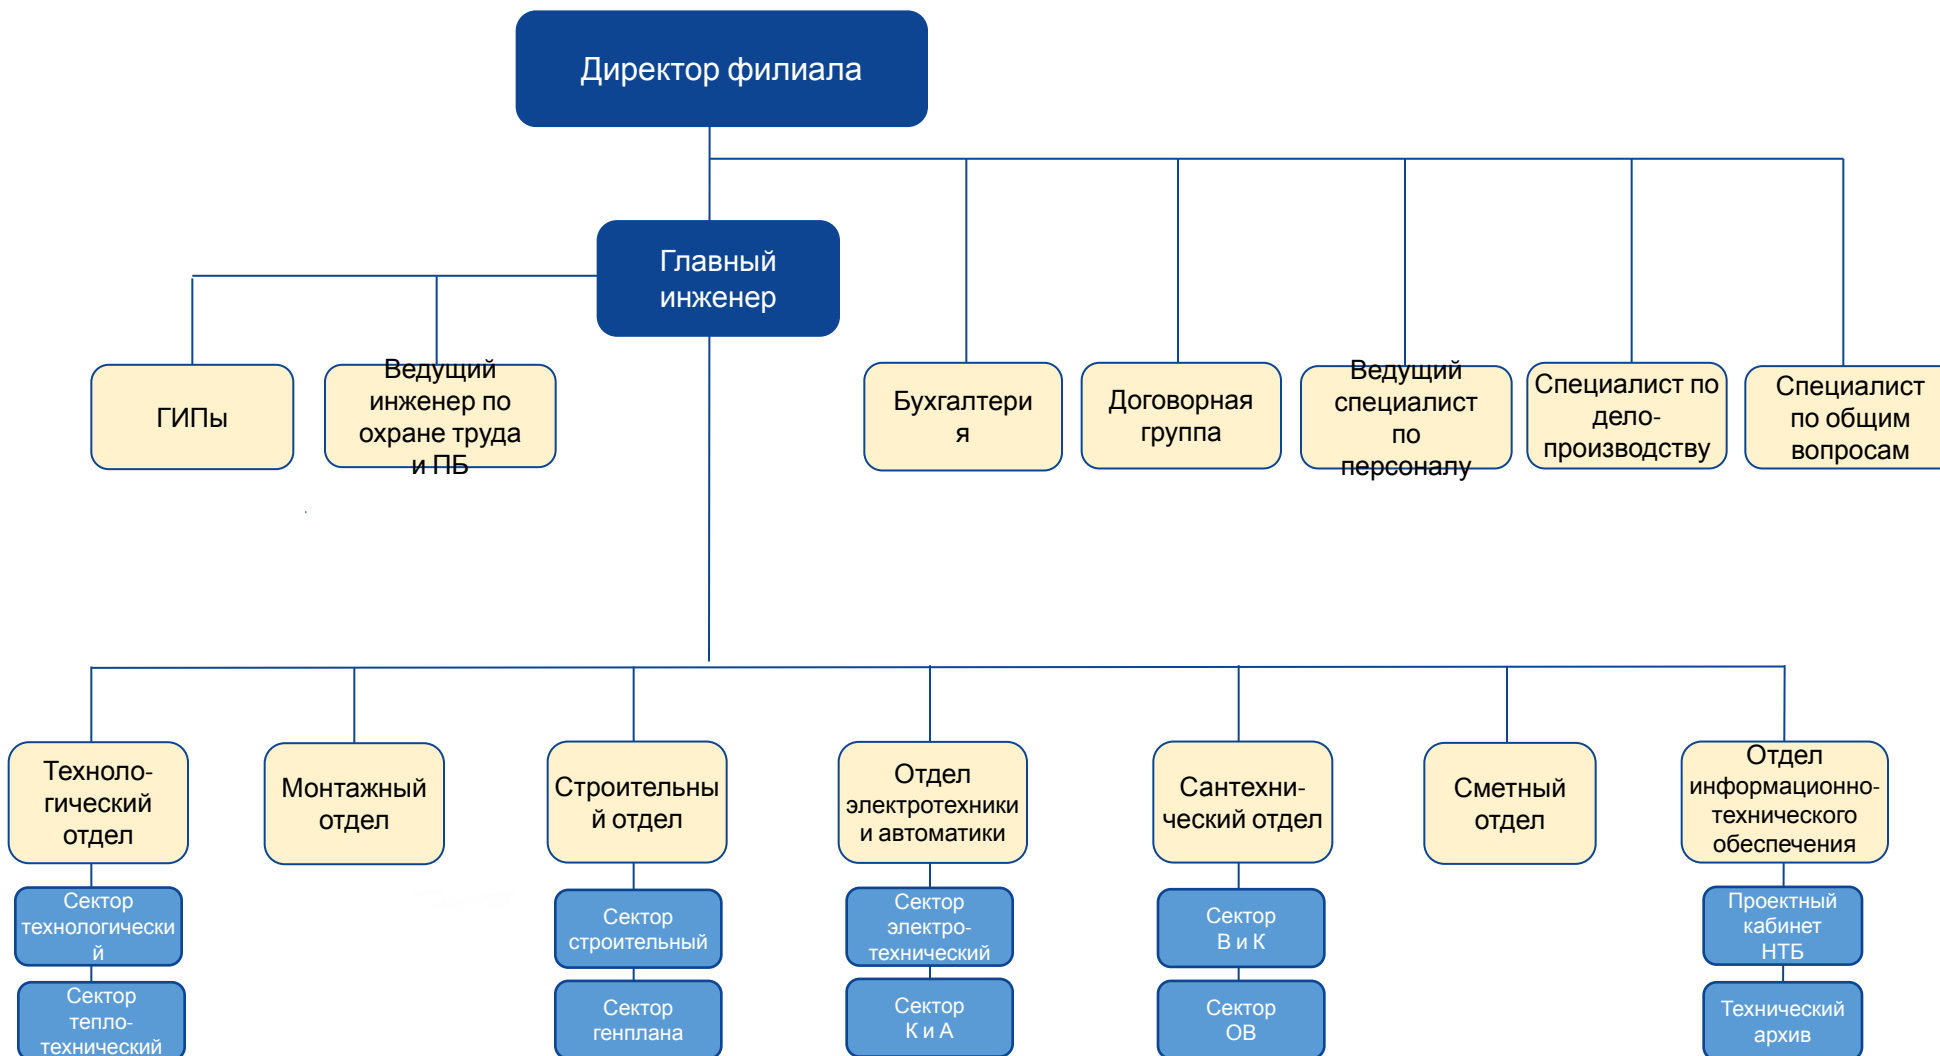 Директор филиала
Главный
инженер
ГИПы
Ведущий
инженер по
охране труда
и ПБ
Бухгалтери
я
Договорная
группа
Ведущий
специалист
по
персоналу
Специалист по
дело-
производству
Специалист
по общим
вопросам
Техноло-
гический
отдел
Монтажный
отдел
Строительны
й отдел
Отдел
электротехники
и автоматики
Сантехни-
ческий отдел
Сметный
отдел
Отдел
информационно-
технического
обеспечения
Сектор
технологически
й
Сектор
строительный
Сектор
электро-
технический
Сектор
В и К
Проектный
кабинет
НТБ
Сектор
тепло-
технический
Сектор
генплана
Сектор
К и А
Сектор
ОВ
Технический
архив